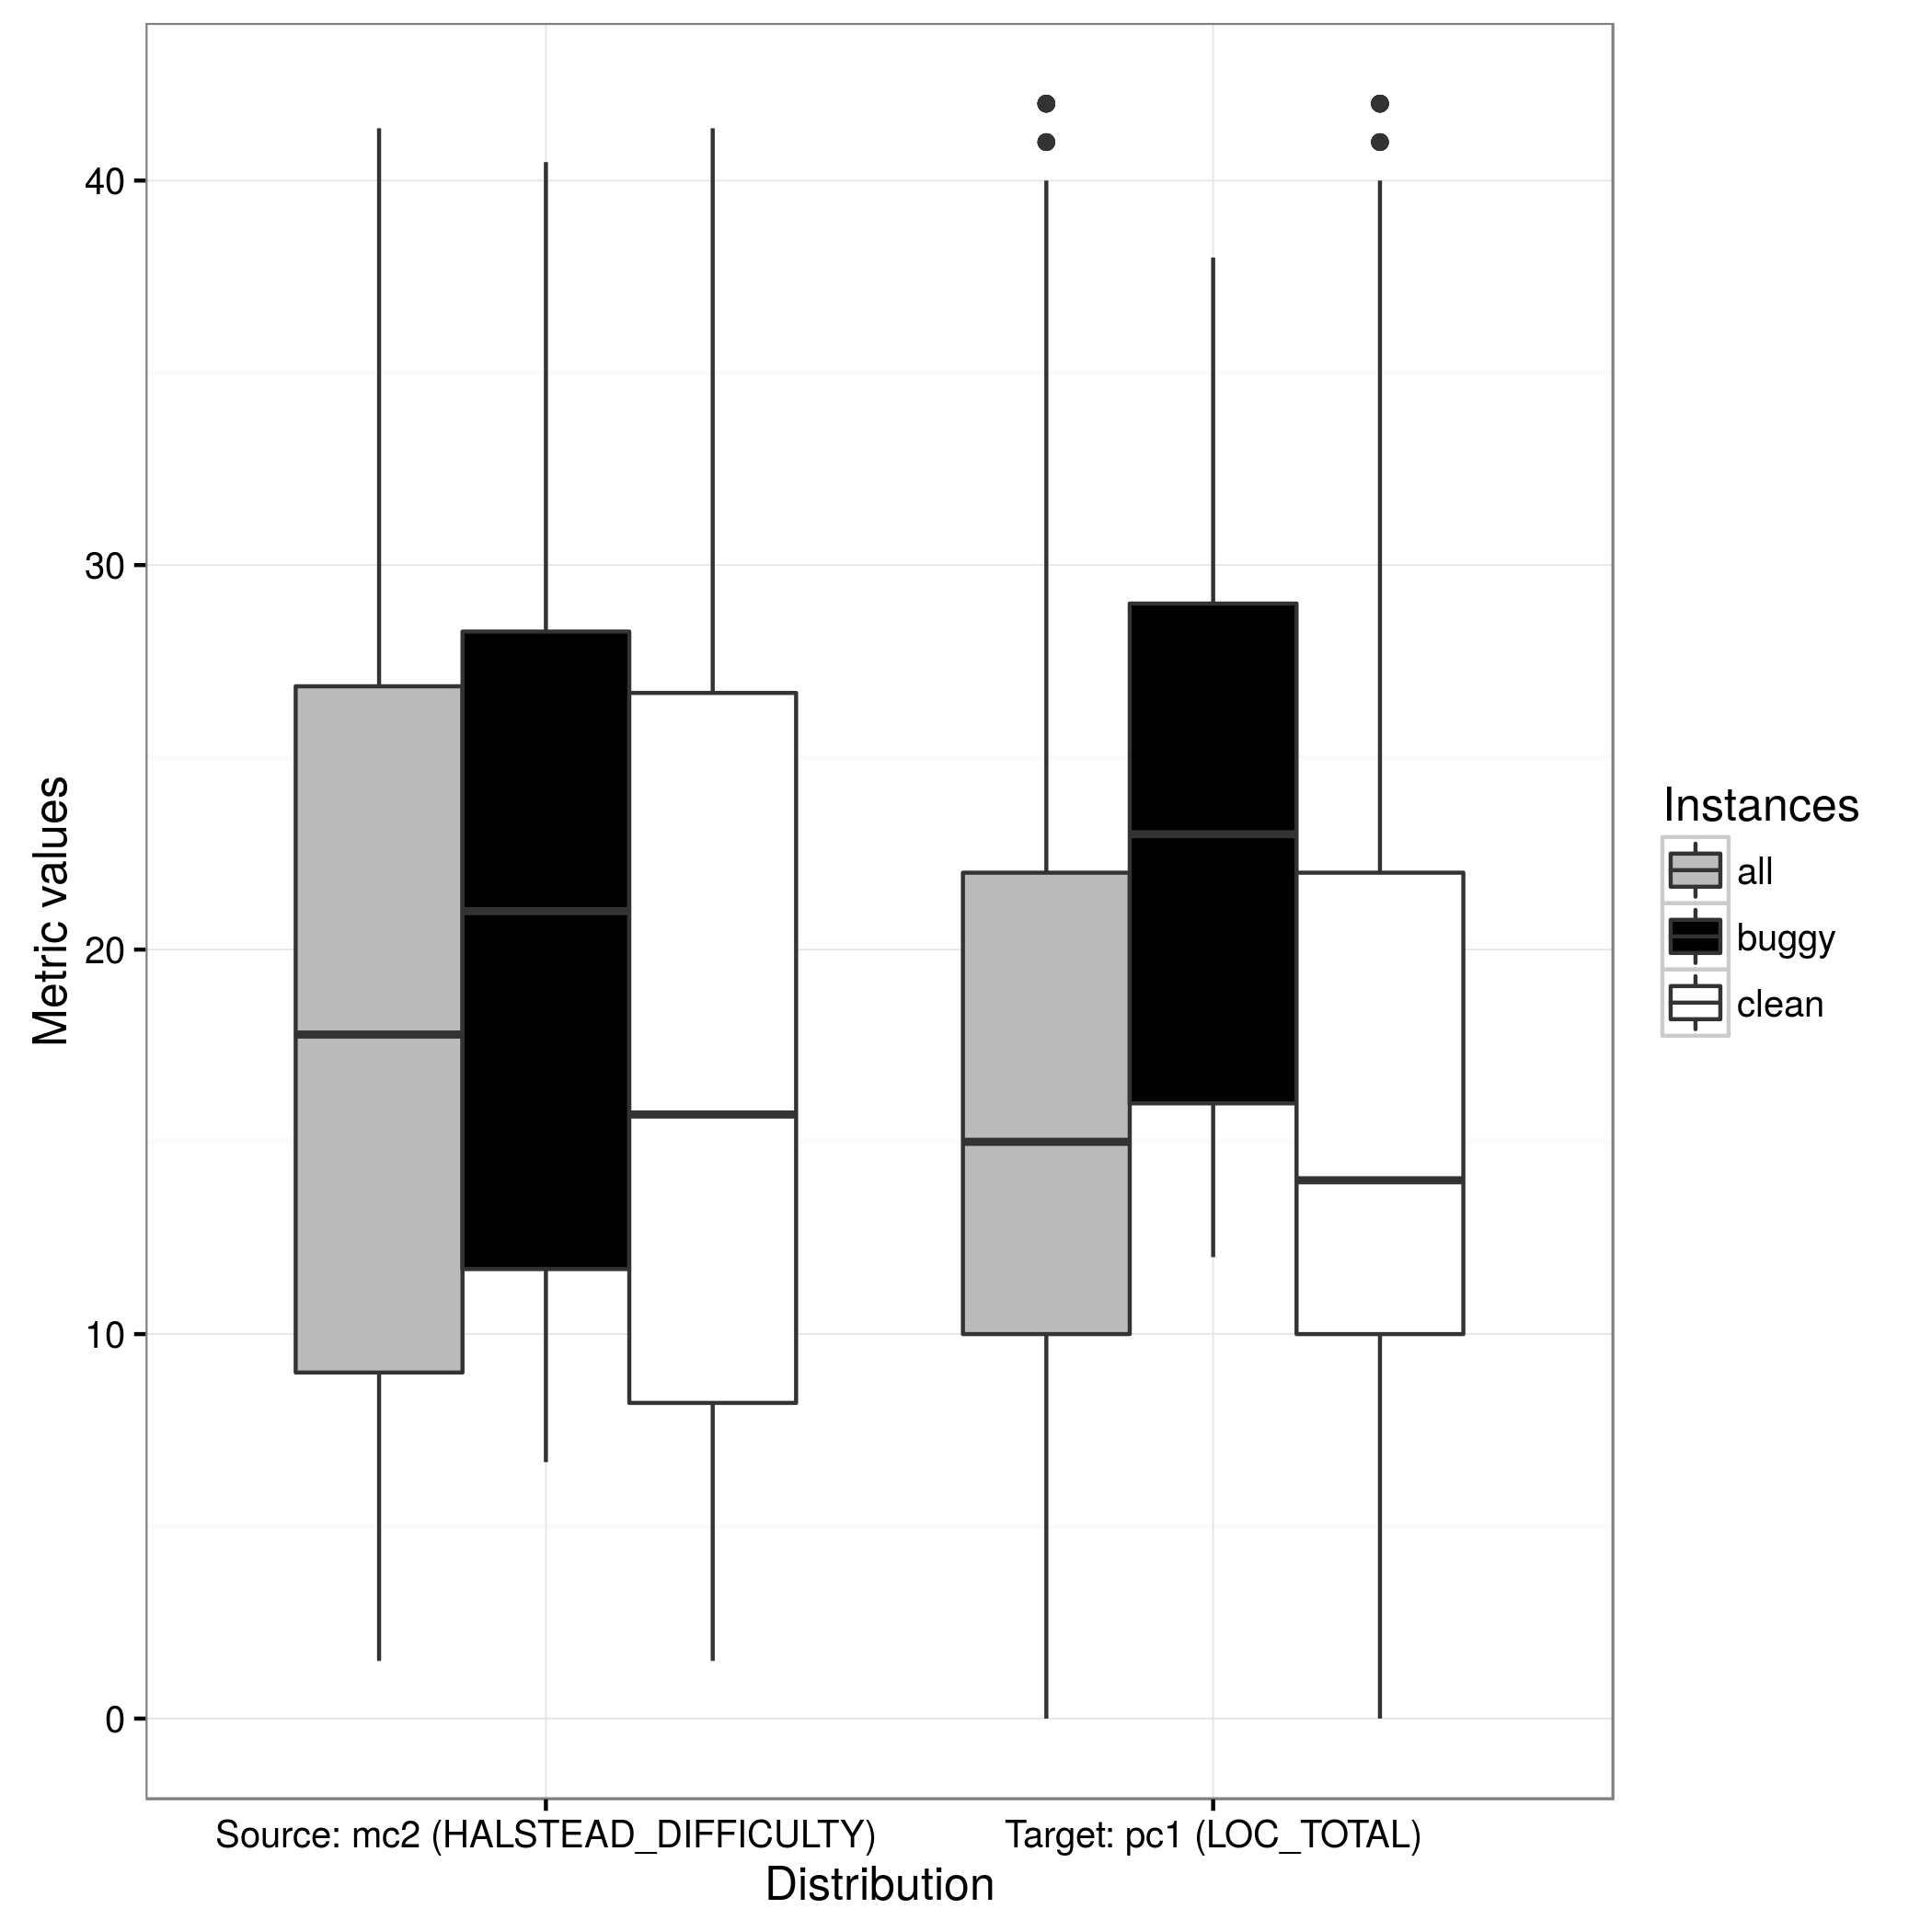 Metric values
40
30
20
10
0
Source: mc2 (HALSTEAD_DIFFICULTY)
Target: pc1 (LOC_TOTAL)
Distribution
Instances
all
buggy
clean